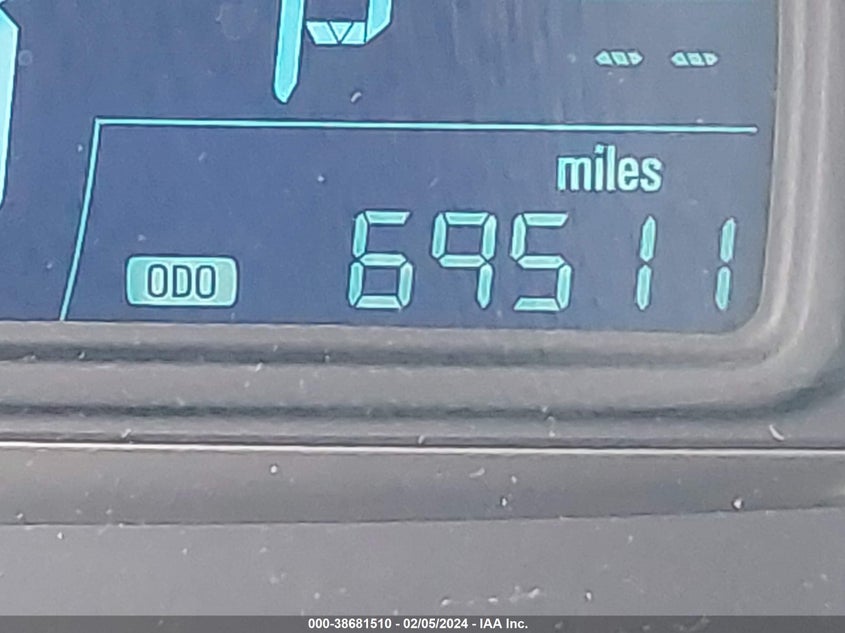 P
-- --
miles
ODO 69511
000-38681510 - 02/05/2024 - IAA Inc.